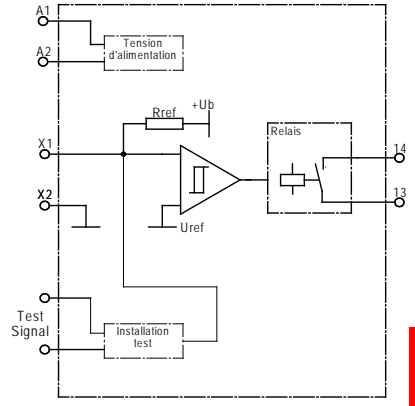 A1
Tension
d'alimentation
A2
+Ub
Rref
Relais
X1
14
X2
13
Uref
Test
Signal
Installation
test